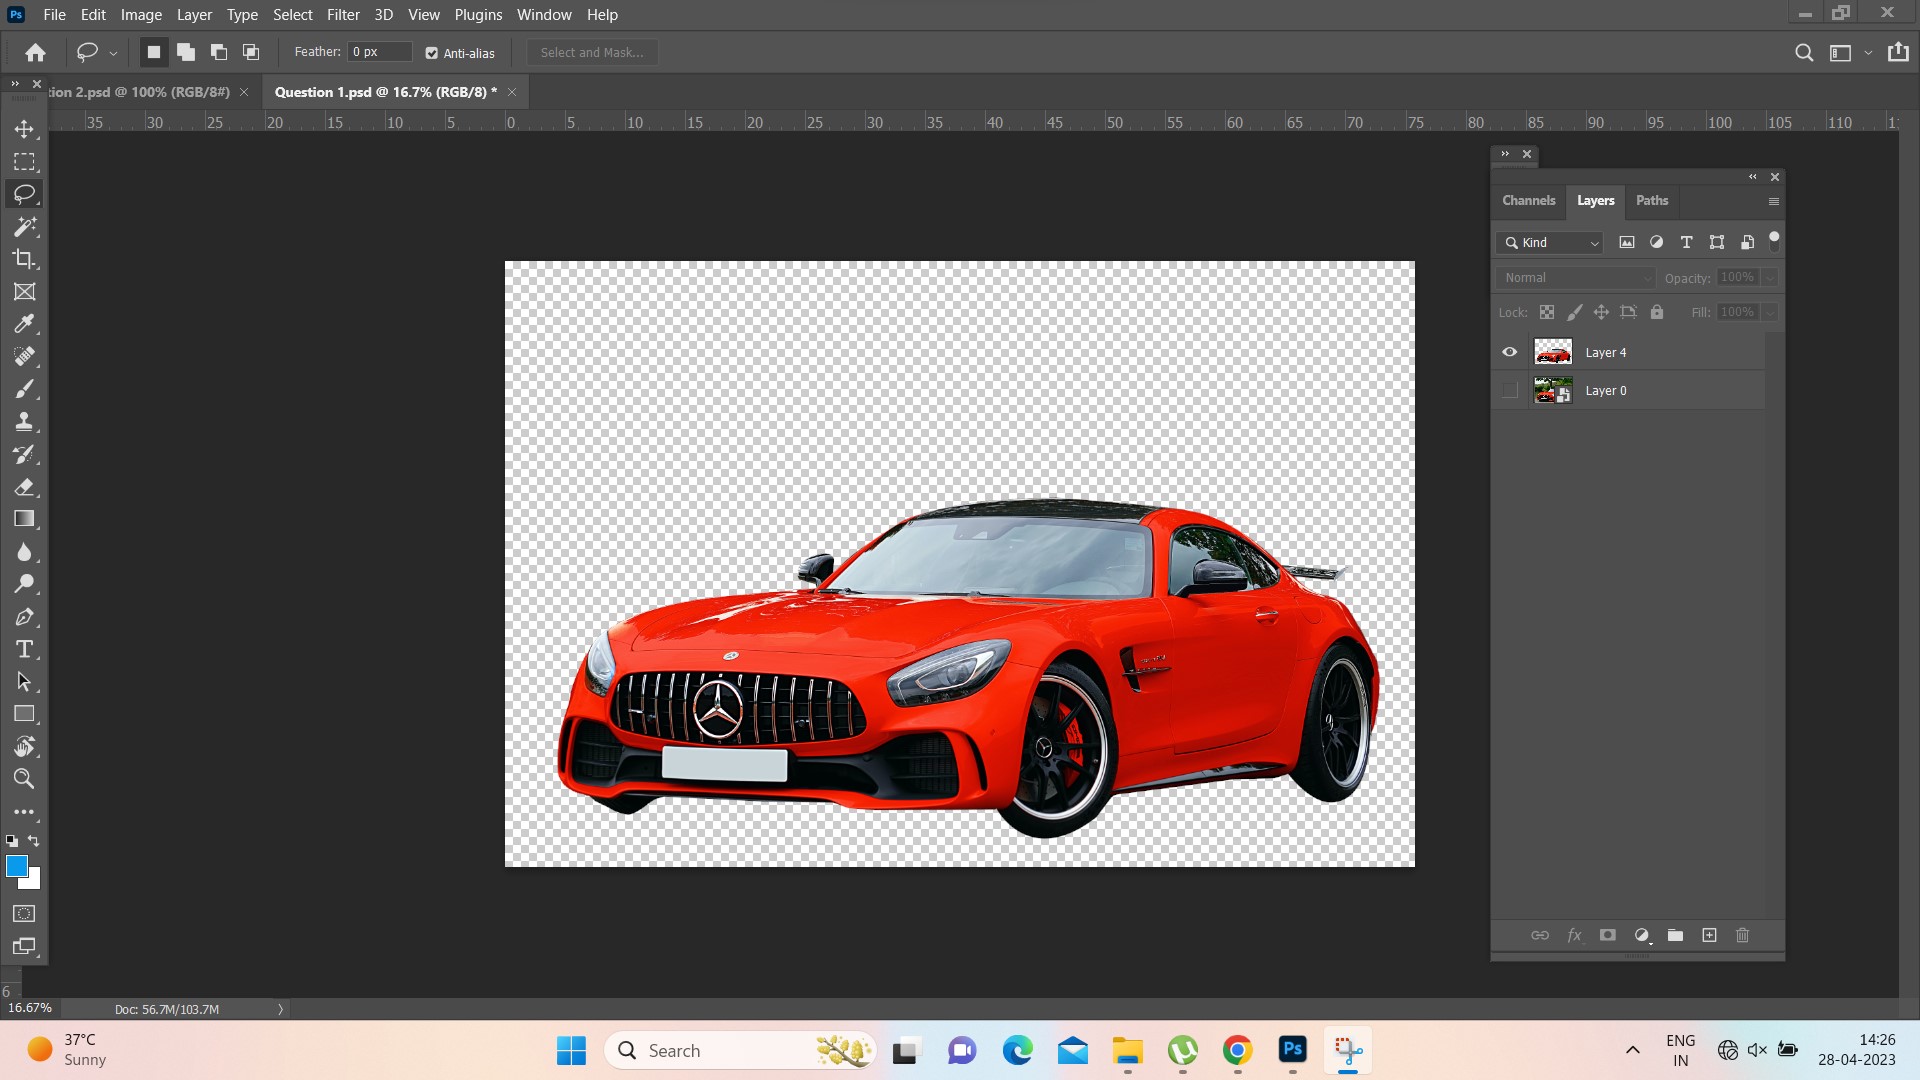 Ps File Edit Image Layer Type Select Filter 3D View Plugins Window Help
Feather: 0 px Anti-alias Select and Mask...
tion 2.psd @ 100% (RGB/8#) Question 1.psd @ 16.7% (RGB/8) *
35 30 25 20 15 10 5 0 5 10 15 20 25 30 35 40 45 50 55 60 65 70 75 80 85 90 95 100 105 110
Channels Layers Paths
Kind
Normal Opacity: 100%
Lock: Fill: 100%
Layer 4
Layer 0
fx
6
16.67% Doc: 56.7M/103.7M
37°C
Sunny
Search
Ps
ENG
IN
14:26
28-04-2023